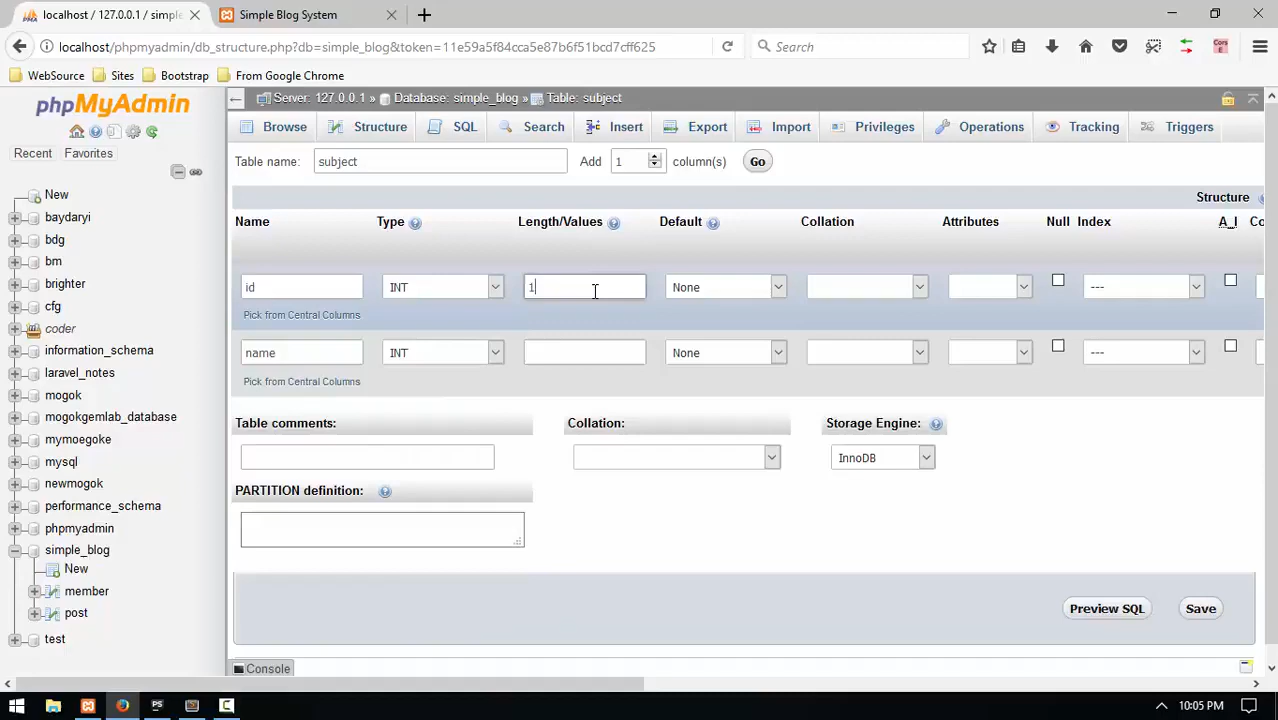 localhost / 127.0.0.1 / simple
Simple Blog System
localhost/phpmyadmin/db_structure.php?db=simple_blog&token=11e59a5f84cca5e87b6f51bcd7cff625
Search
WebSource
Sites
Bootstrap
From Google Chrome
phpMyAdmin
Recent
Favorites
New
baydaryi
bdg
bm
brighter
cfg
coder
information_schema
laravel_notes
mogok
mogokgemlab_database
mymoegoke
mysql
newmogok
performance_schema
phpmyadmin
simple_blog
New
member
post
test
Server: 127.0.0.1 » Database: simple_blog » Table: subject
Browse
Structure
SQL
Search
Insert
Export
Import
Privileges
Operations
Tracking
Triggers
Table name:
subject
Add
1
column(s)
Go
Structure
Name
Type
Length/Values
Default
Collation
Attributes
Null
Index
A_I
Co
id
INT
1
None
---
Pick from Central Columns
name
INT
None
---
Pick from Central Columns
Table comments:
Collation:
Storage Engine:
InnoDB
PARTITION definition:
Preview SQL
Save
Console
10:05 PM